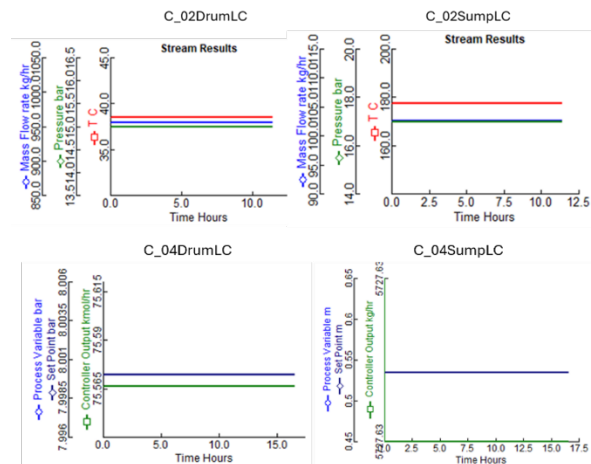 C_02DrumLC
C_02SumpLC
Stream Results
Mass Flow rate kg/hr
850.0 900.0 950.0 1000.0 1050.0
Pressure bar
13.5 14.0 14.5 15.0 15.5 16.0 16.5
T C
35.0 40.0 45.0
0.0 5.0 10.0
Time Hours
Stream Results
Mass Flow rate kg/hr
90.0 95.0 100.0 105.0 110.0 115.0
Pressure bar
14.0 16.0 18.0 20.0
T C
160.0 180.0 200.0
0.0 2.5 5.0 7.5 10.0 12.5
Time Hours
C_04DrumLC
C_04SumpLC
Process Variable bar
Set Point bar
7.996 7.9985 8.001 8.0035 8.006
Controller Output kmol/hr
75.565 75.59 75.615
0.0 5.0 10.0 15.0
Time Hours
Process Variable m
Set Point m
0.45 0.5 0.55 0.6 0.65
Controller Output kg/hr
5727.63 5727.63
2.5 5.0 7.5 10.0 12.5 15.0 17.5
Time Hours